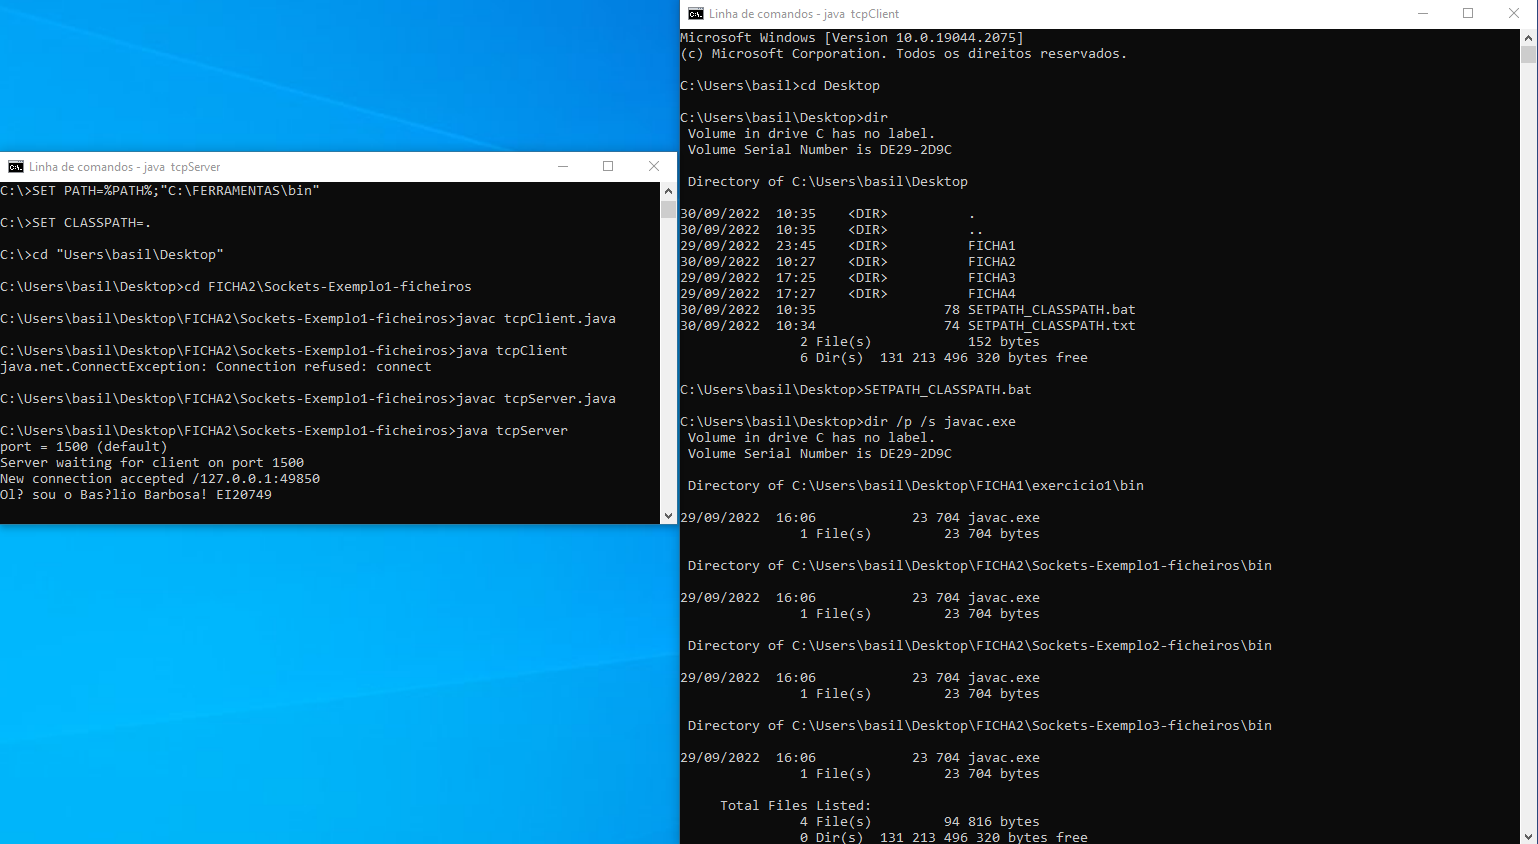 Linha de comandos - java  tcpServer
C:\>SET PATH=%PATH%;"C:\FERRAMENTAS\bin"
C:\>SET CLASSPATH=.
C:\>cd "Users\basil\Desktop"
C:\Users\basil\Desktop>cd FICHA2\Sockets-Exemplo1-ficheiros
C:\Users\basil\Desktop\FICHA2\Sockets-Exemplo1-ficheiros>javac tcpClient.java
C:\Users\basil\Desktop\FICHA2\Sockets-Exemplo1-ficheiros>java tcpClient
java.net.ConnectException: Connection refused: connect
C:\Users\basil\Desktop\FICHA2\Sockets-Exemplo1-ficheiros>javac tcpServer.java
C:\Users\basil\Desktop\FICHA2\Sockets-Exemplo1-ficheiros>java tcpServer
port = 1500 (default)
Server waiting for client on port 1500
New connection accepted /127.0.0.1:49850
Ol? sou o Bas?lio Barbosa! EI20749
Linha de comandos - java  tcpClient
Microsoft Windows [Version 10.0.19044.2075]
(c) Microsoft Corporation. Todos os direitos reservados.
C:\Users\basil>cd Desktop
C:\Users\basil\Desktop>dir
 Volume in drive C has no label.
 Volume Serial Number is DE29-2D9C
 Directory of C:\Users\basil\Desktop
30/09/2022  10:35    <DIR>          .
30/09/2022  10:35    <DIR>          ..
29/09/2022  23:45    <DIR>          FICHA1
30/09/2022  10:27    <DIR>          FICHA2
29/09/2022  17:25    <DIR>          FICHA3
29/09/2022  17:27    <DIR>          FICHA4
30/09/2022  10:35                78 SETPATH_CLASSPATH.bat
30/09/2022  10:34                74 SETPATH_CLASSPATH.txt
               2 File(s)            152 bytes
               6 Dir(s)  131 213 496 320 bytes free
C:\Users\basil\Desktop>SETPATH_CLASSPATH.bat
C:\Users\basil\Desktop>dir /p /s javac.exe
 Volume in drive C has no label.
 Volume Serial Number is DE29-2D9C
 Directory of C:\Users\basil\Desktop\FICHA1\exercicio1\bin
29/09/2022  16:06            23 704 javac.exe
               1 File(s)         23 704 bytes
 Directory of C:\Users\basil\Desktop\FICHA2\Sockets-Exemplo1-ficheiros\bin
29/09/2022  16:06            23 704 javac.exe
               1 File(s)         23 704 bytes
 Directory of C:\Users\basil\Desktop\FICHA2\Sockets-Exemplo2-ficheiros\bin
29/09/2022  16:06            23 704 javac.exe
               1 File(s)         23 704 bytes
 Directory of C:\Users\basil\Desktop\FICHA2\Sockets-Exemplo3-ficheiros\bin
29/09/2022  16:06            23 704 javac.exe
               1 File(s)         23 704 bytes
     Total Files Listed:
               4 File(s)         94 816 bytes
               0 Dir(s)  131 213 496 320 bytes free